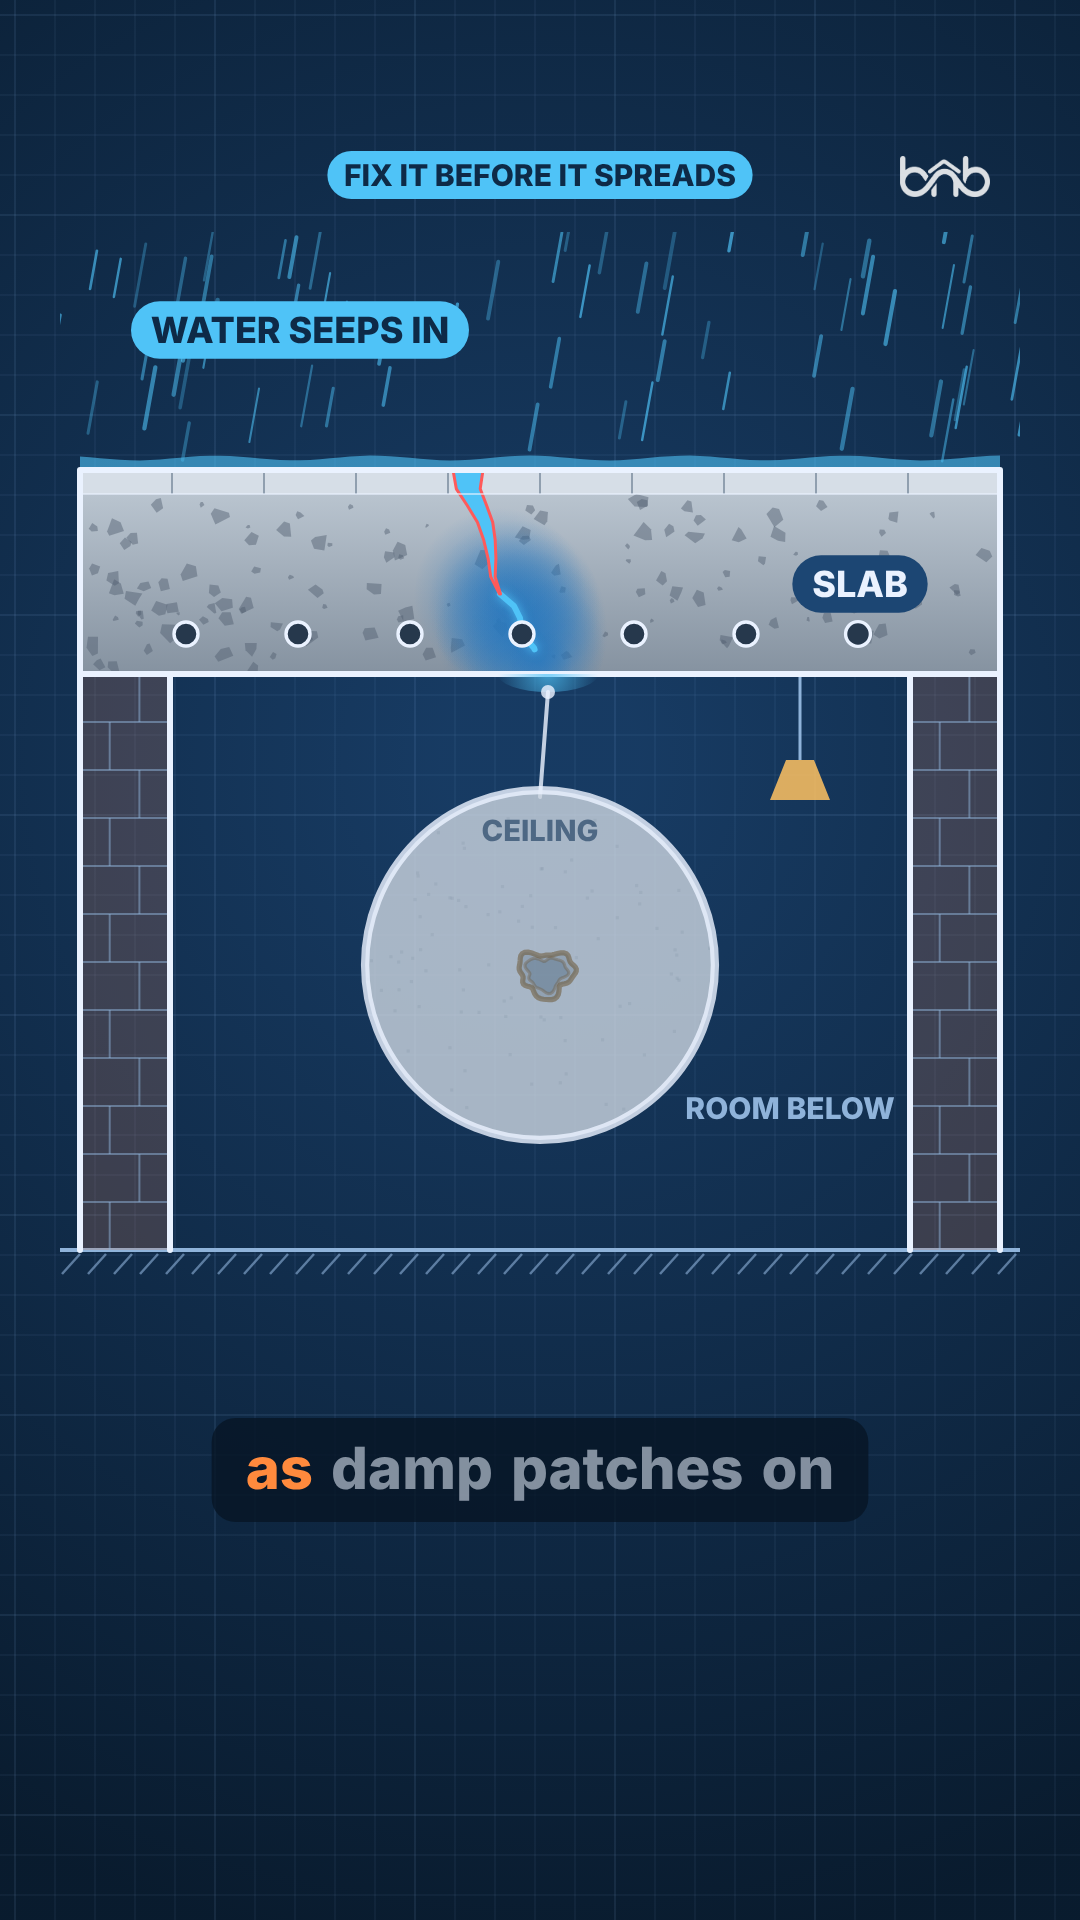 FIX IT BEFORE IT SPREADS
bnb
WATER SEEPS IN
SLAB
CEILING
ROOM BELOW
as damp patches on